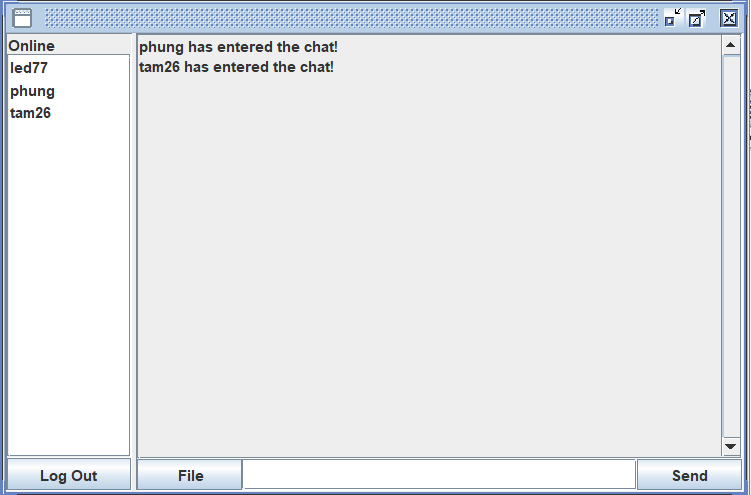 Online
led77
phung
tam26
phung has entered the chat!
tam26 has entered the chat!
Log Out
File
Send